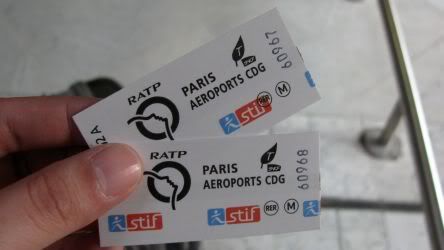 RATP
PARIS
AEROPORTS CDG
T
60967
stif
RER M
RATP
PARIS
AEROPORTS CDG
T
60968
stif
stif
RER M